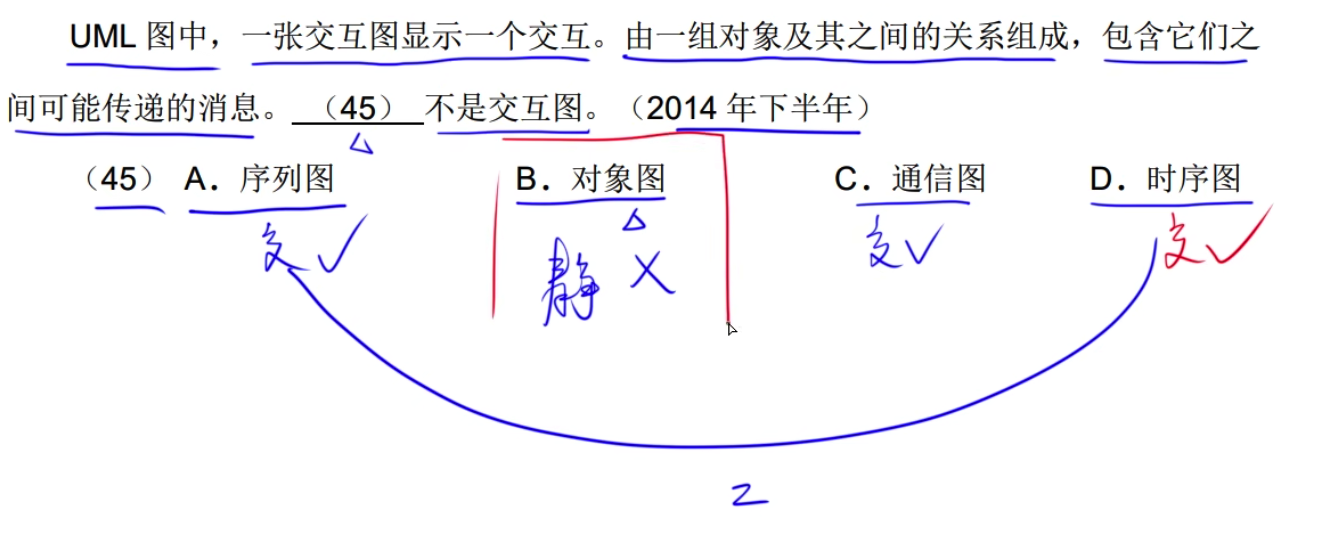 UML 图中，一张交互图显示一个交互。由一组对象及其之间的关系组成，包含它们之
间可能传递的消息。 （45） 不是交互图。（2014 年下半年）
（45） A．序列图 B．对象图 C．通信图 D．时序图
交 ✓ 静 × 交 ✓ 交 ✓
2